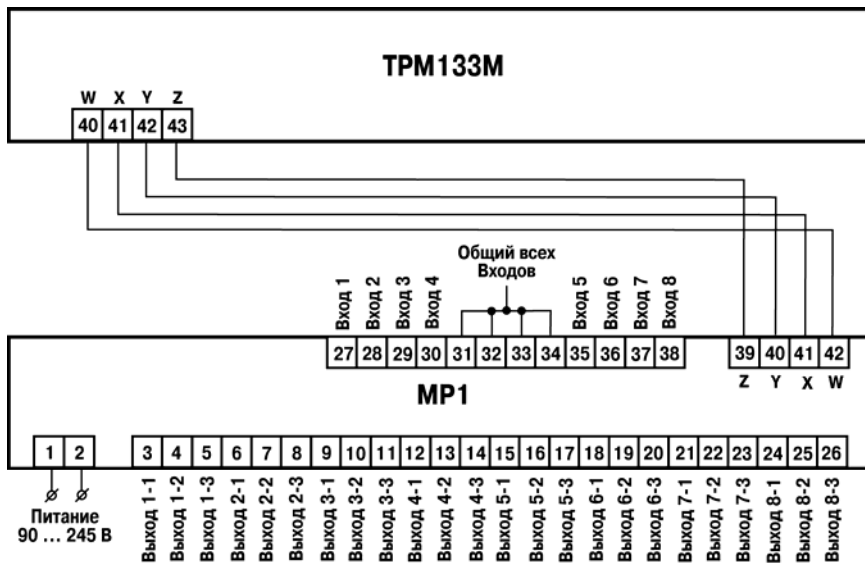 ТРМ133М
W X Y Z
40 41 42 43
Общий всех
Входов
Вход 1
Вход 2
Вход 3
Вход 4
Вход 5
Вход 6
Вход 7
Вход 8
27 28 29 30 31 32 33 34 35 36 37 38
39 40 41 42
Z Y X W
МР1
1 2
3 4 5 6 7 8 9 10 11 12 13 14 15 16 17 18 19 20 21 22 23 24 25 26
Питание
90 ... 245 В
Выход 1-1
Выход 1-2
Выход 1-3
Выход 2-1
Выход 2-2
Выход 2-3
Выход 3-1
Выход 3-2
Выход 3-3
Выход 4-1
Выход 4-2
Выход 4-3
Выход 5-1
Выход 5-2
Выход 5-3
Выход 6-1
Выход 6-2
Выход 6-3
Выход 7-1
Выход 7-2
Выход 7-3
Выход 8-1
Выход 8-2
Выход 8-3